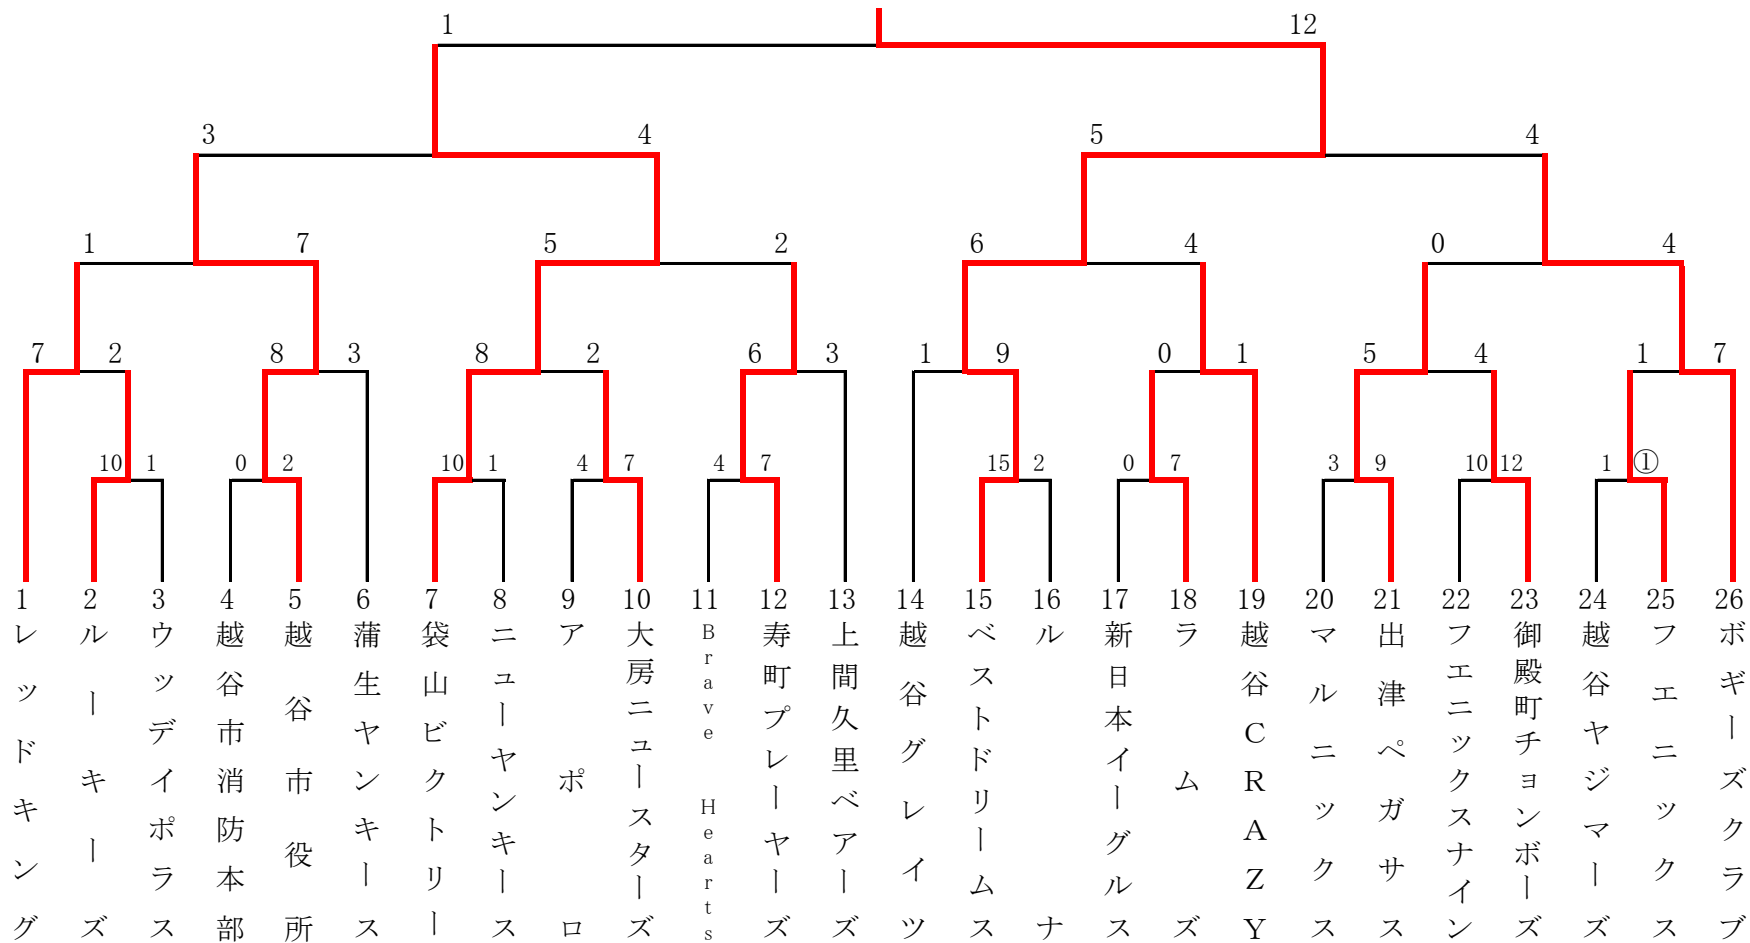 1 12
3 4 5 4
1 7 5 2 6 4 0 4
7 2 8 3 8 2 6 3 1 9 0 1 5 4 1 7
10 1 0 2 10 1 4 7 4 7 15 2 0 7 3 9 10 12 1 ①
1 2 3 4 5 6 7 8 9 10 11 12 13 14 15 16 17 18 19 20 21 22 23 24 25 26
レッドキング
ルーキーズ
ウッデイポラス
越谷市消防本部
越谷市役所
蒲生ヤンキース
袋山ビクトリー
ニューヤンキース
アポロ
大房ニュースターズ
Brave Hearts
寿町プレーヤーズ
上間久里ベアーズ
越谷グレイツ
ベストドリームス
ルナ
新日本イーグルス
ラムズ
越谷CRAZY
マルニックス
出津ペガサス
フエニックスナイン
御殿町チョンボーズ
越谷ヤジマーズ
フエニックス
ボギーズクラブ